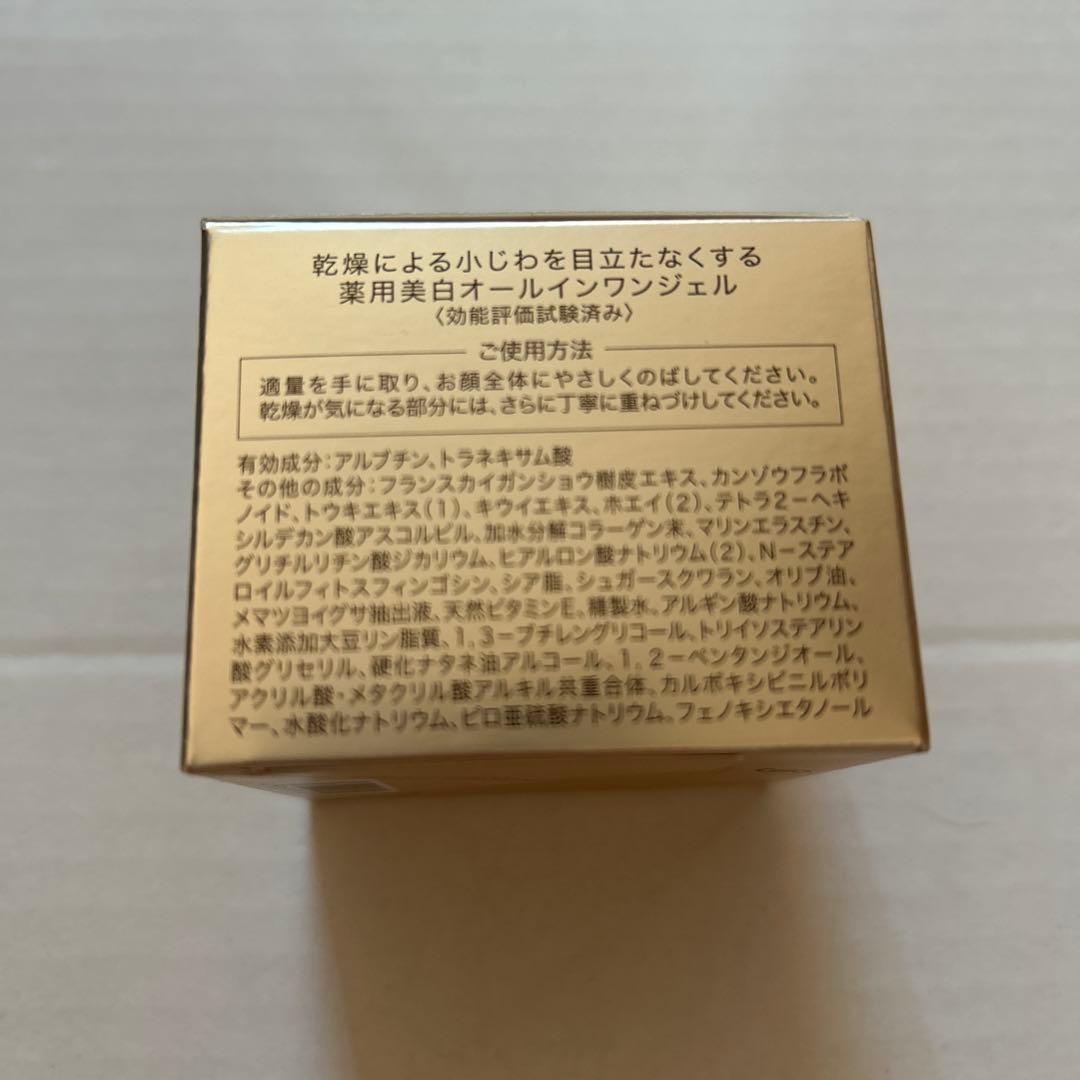 乾燥による小じわを目立たなくする
薬用美白オールインワンジェル
〈効能評価試験済み〉
ご使用方法
適量を手に取り、お顔全体にやさしくのばしてください。
乾燥が気になる部分には、さらに丁寧に重ねづけしてください。
有効成分：アルブチン、トラネキサム酸
その他の成分：フランスカイガンショウ樹皮エキス、カンゾウフラボ
ノイド、トウキエキス（1）、キウイエキス、ホエイ（2）、テトラ2－ヘキ
シルデカン酸アスコルビル、加水分解コラーゲン末、マリンエラスチン、
グリチルリチン酸ジカリウム、ヒアルロン酸ナトリウム（2）、N－ステア
ロイルフィトスフィンゴシン、シア脂、シュガースクワラン、オリブ油、
メマツヨイグサ抽出液、天然ビタミンE、精製水、アルギン酸ナトリウム、
水素添加大豆リン脂質、1，3－ブチレングリコール、トリイソステアリン
酸グリセリル、硬化ナタネ油アルコール、1，2－ペンタンジオール、
アクリル酸・メタクリル酸アルキル共重合体、カルボキシビニルポリ
マー、水酸化ナトリウム、ピロ亜硫酸ナトリウム、フェノキシエタノール